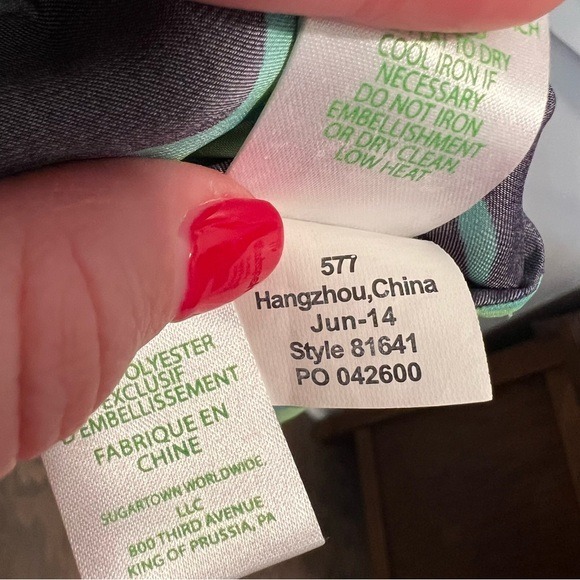 TO DRY
COOL IRON IF
NECESSARY
DO NOT IRON
EMBELLISHMENT
OR DRY CLEAN.
LOW HEAT
577
Hangzhou,China
Jun-14
Style 81641
PO 042600
POLYESTER
EXCLUSIF
D'EMBELLISSEMENT
FABRIQUE EN
CHINE
SUGARTOWN WORLDWIDE,
LLC
800 THIRD AVENUE
KING OF PRUSSIA, PA